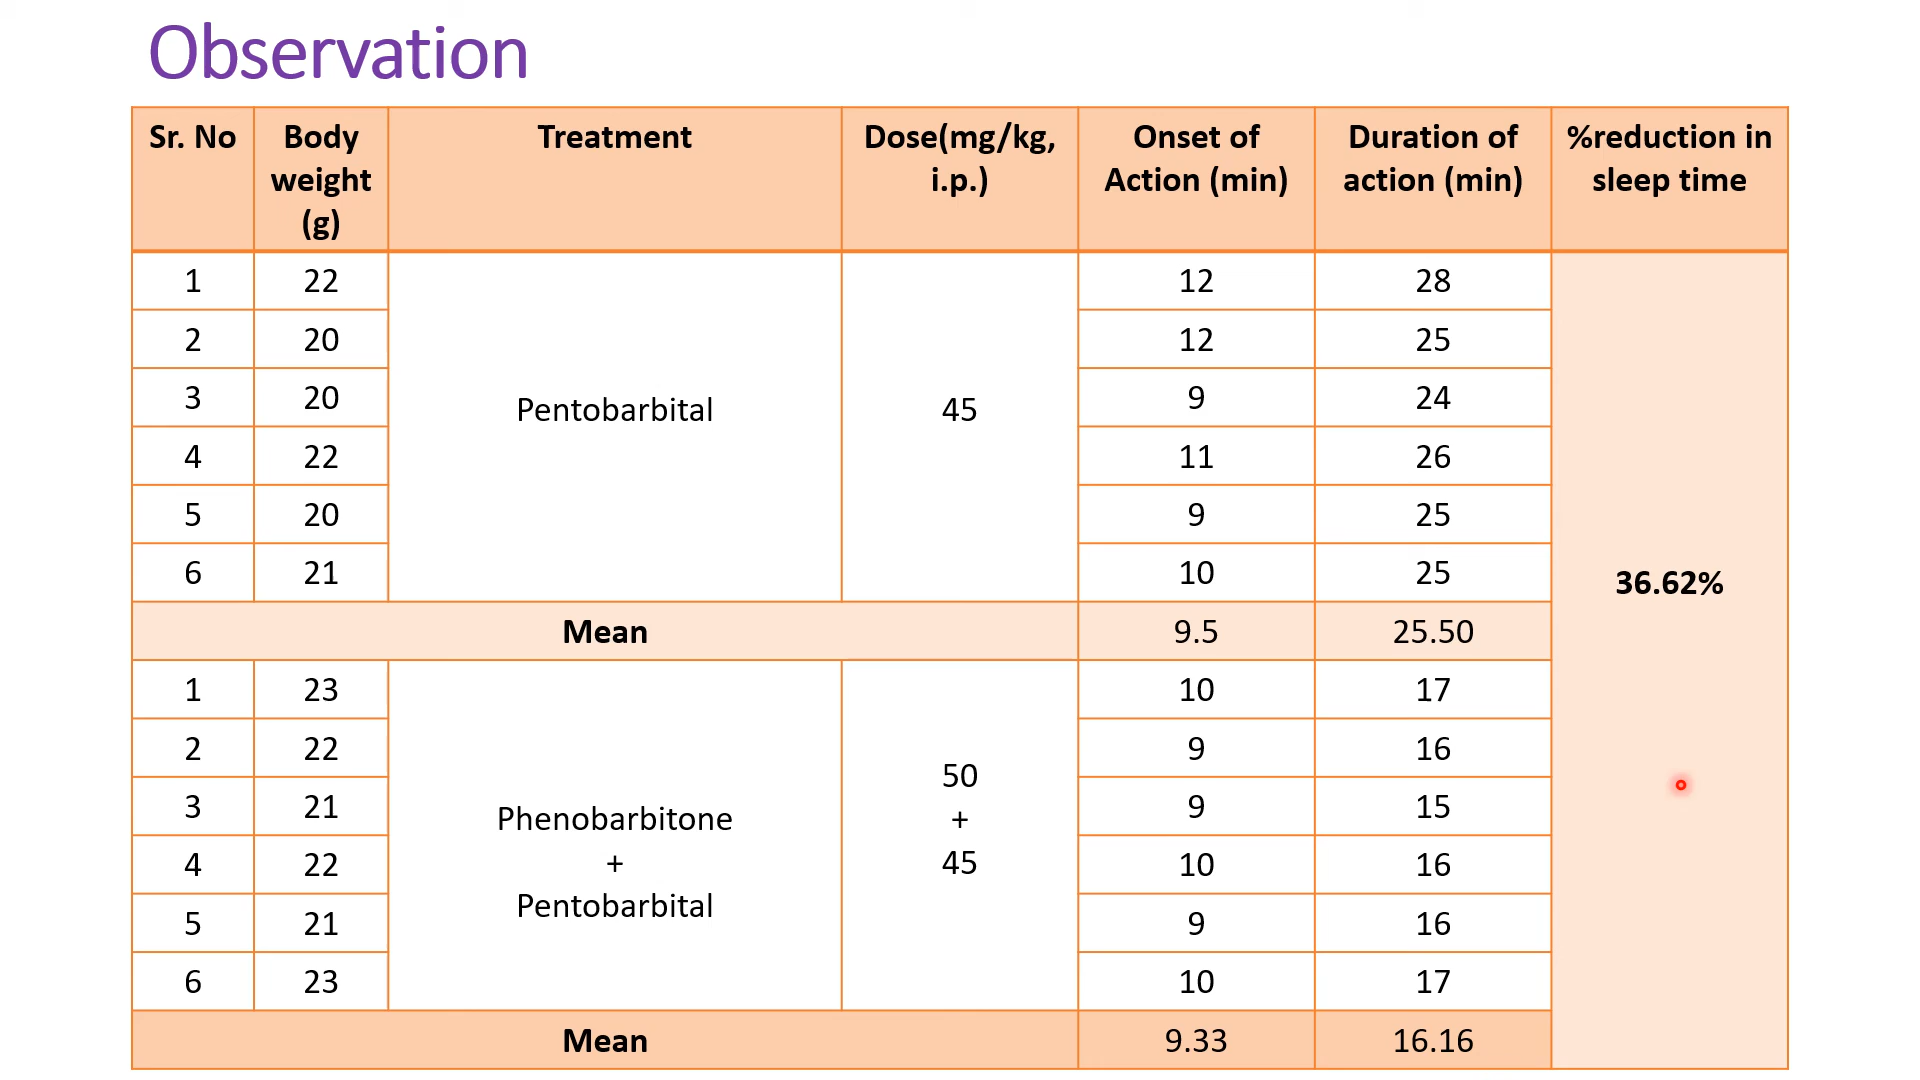 Observation
Sr. No Body weight (g) Treatment Dose(mg/kg, i.p.) Onset of Action (min) Duration of action (min) %reduction in sleep time
1 22 Pentobarbital 45 12 28 36.62%
2 20 12 25
3 20 9 24
4 22 11 26
5 20 9 25
6 21 10 25
Mean 9.5 25.50
1 23 Phenobarbitone + Pentobarbital 50 + 45 10 17
2 22 9 16
3 21 9 15
4 22 10 16
5 21 9 16
6 23 10 17
Mean 9.33 16.16